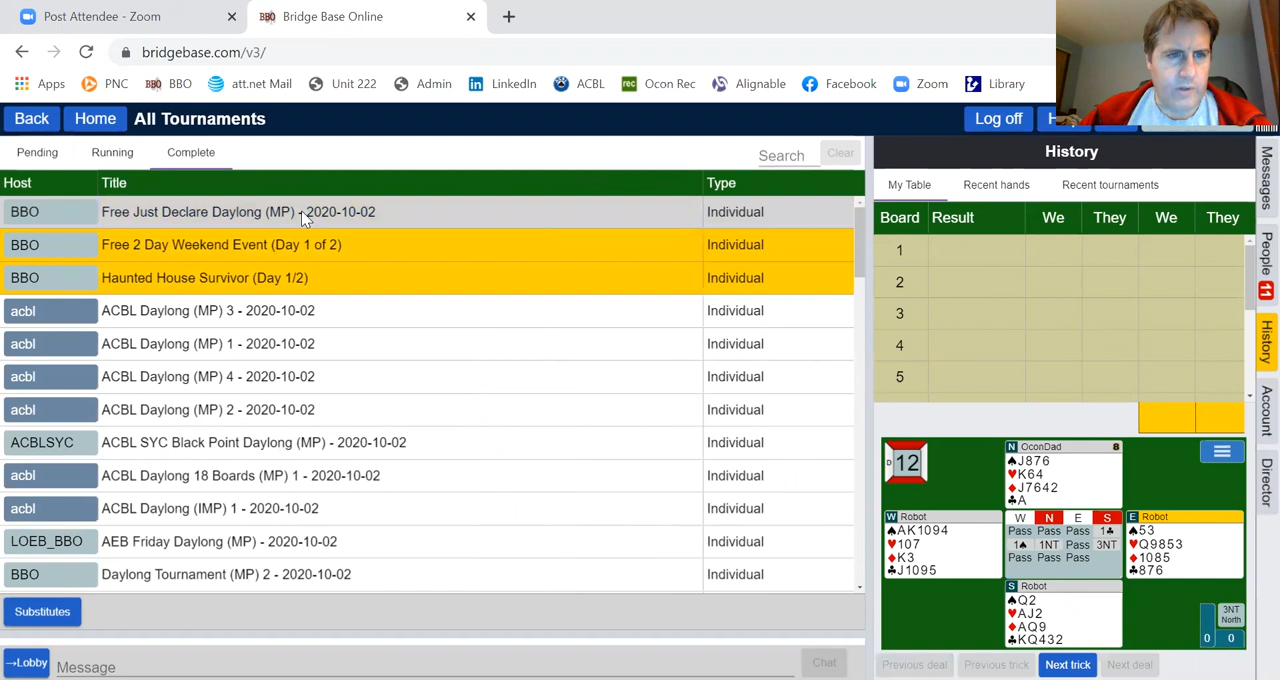 Post Attendee - Zoom
BBO Bridge Base Online
bridgebase.com/v3/
Apps PNC BBO BBO att.net Mail Unit 222 Admin LinkedIn ACBL rec Ocon Rec Alignable Facebook Zoom Library
Back Home All Tournaments Log off
Pending Running Complete Search Clear
Host Title Type
BBO Free Just Declare Daylong (MP) - 2020-10-02 Individual
BBO Free 2 Day Weekend Event (Day 1 of 2) Individual
BBO Haunted House Survivor (Day 1/2) Individual
acbl ACBL Daylong (MP) 3 - 2020-10-02 Individual
acbl ACBL Daylong (MP) 1 - 2020-10-02 Individual
acbl ACBL Daylong (MP) 4 - 2020-10-02 Individual
acbl ACBL Daylong (MP) 2 - 2020-10-02 Individual
ACBLSYC ACBL SYC Black Point Daylong (MP) - 2020-10-02 Individual
acbl ACBL Daylong 18 Boards (MP) 1 - 2020-10-02 Individual
acbl ACBL Daylong (IMP) 1 - 2020-10-02 Individual
LOEB_BBO AEB Friday Daylong (MP) - 2020-10-02 Individual
BBO Daylong Tournament (MP) 2 - 2020-10-02 Individual
Substitutes
→Lobby Message Chat
History
My Table Recent hands Recent tournaments
Board Result We They We They
1
2
3
4
5
D 12
N OconDad 8
♠J876
♥K64
♦J7642
♣A
W Robot
♠AK1094
♥107
♦K3
♣J1095
W N E S
Pass Pass Pass 1♣
1♠ 1NT Pass 3NT
Pass Pass Pass
E Robot
♠53
♥Q9853
♦1085
♣876
S Robot
♠Q2
♥AJ2
♦AQ9
♣KQ432
3NT
North
0 0
Previous deal Previous trick Next trick Next deal
Messages
People 11
History
Account
Director